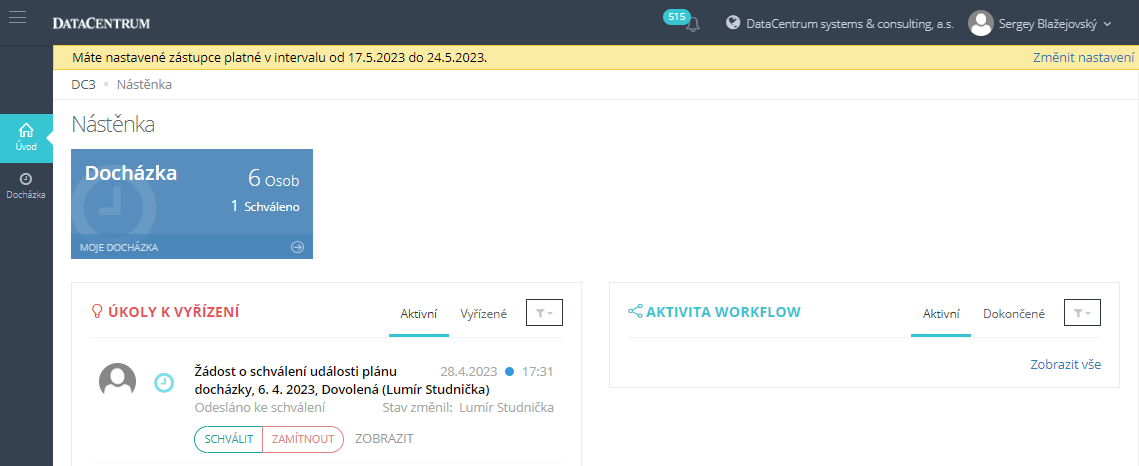 DATACENTRUM
515
DataCentrum systems & consulting, a.s.
Sergey Blažejovský
Máte nastavené zástupce platné v intervalu od 17.5.2023 do 24.5.2023.
Změnit nastavení
DC3
Nástěnka
Nástěnka
Úvod
Docházka
Docházka
6 Osob
1 Schváleno
MOJE DOCHÁZKA
ÚKOLY K VYŘÍZENÍ
Aktivní
Vyřízené
Žádost o schválení události plánu
28.4.2023
17:31
docházky, 6. 4. 2023, Dovolená (Lumír Studnička)
Odesláno ke schválení
Stav změnil: Lumír Studnička
SCHVÁLIT
ZAMÍTNOUT
ZOBRAZIT
AKTIVITA WORKFLOW
Aktivní
Dokončené
Zobrazit vše